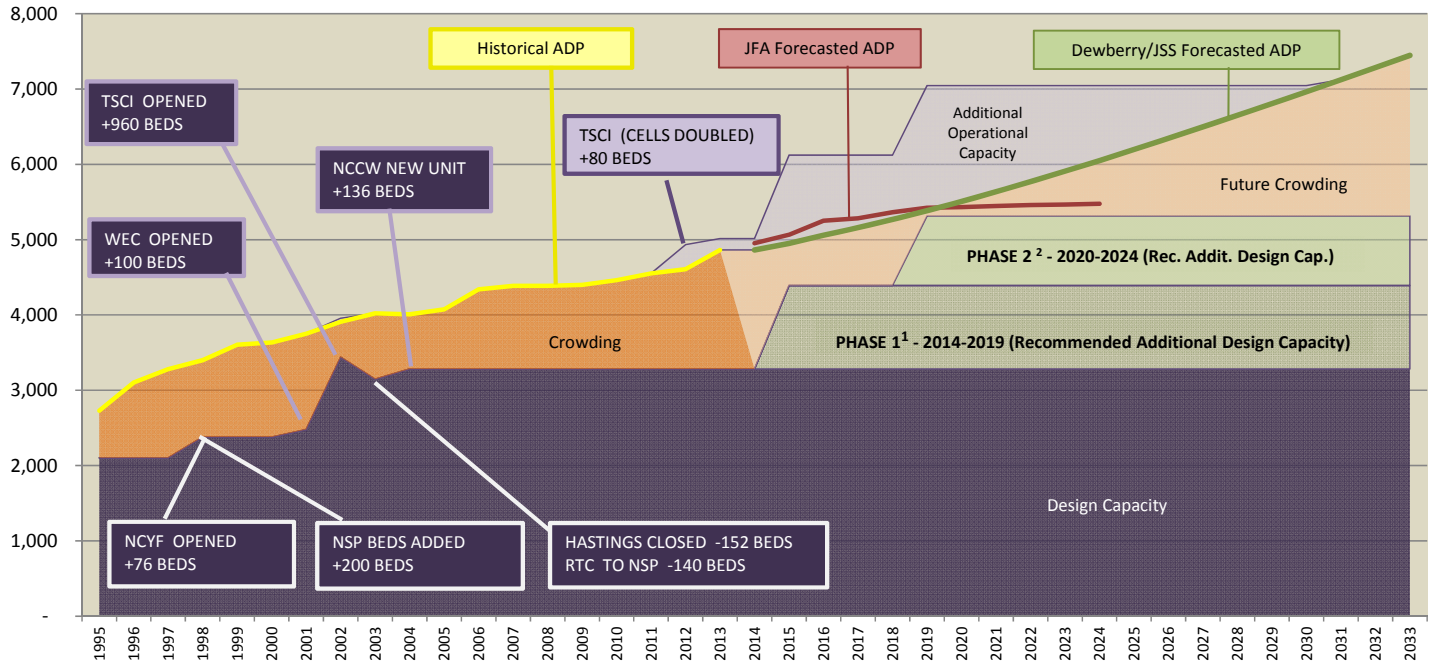 8,000
7,000
6,000
5,000
4,000
3,000
2,000
1,000
-
Historical ADP
JFA Forecasted ADP
Dewberry/JSS Forecasted ADP
TSCI OPENED
+960 BEDS
NCCW NEW UNIT
+136 BEDS
TSCI (CELLS DOUBLED)
+80 BEDS
Additional
Operational
Capacity
Future Crowding
WEC OPENED
+100 BEDS
PHASE 2 ² - 2020-2024 (Rec. Addit. Design Cap.)
Crowding
PHASE 1¹ - 2014-2019 (Recommended Additional Design Capacity)
Design Capacity
NCYF OPENED
+76 BEDS
NSP BEDS ADDED
+200 BEDS
HASTINGS CLOSED -152 BEDS
RTC TO NSP -140 BEDS
1995
1996
1997
1998
1999
2000
2001
2002
2003
2004
2005
2006
2007
2008
2009
2010
2011
2012
2013
2014
2015
2016
2017
2018
2019
2020
2021
2022
2023
2024
2025
2026
2027
2028
2029
2030
2031
2032
2033